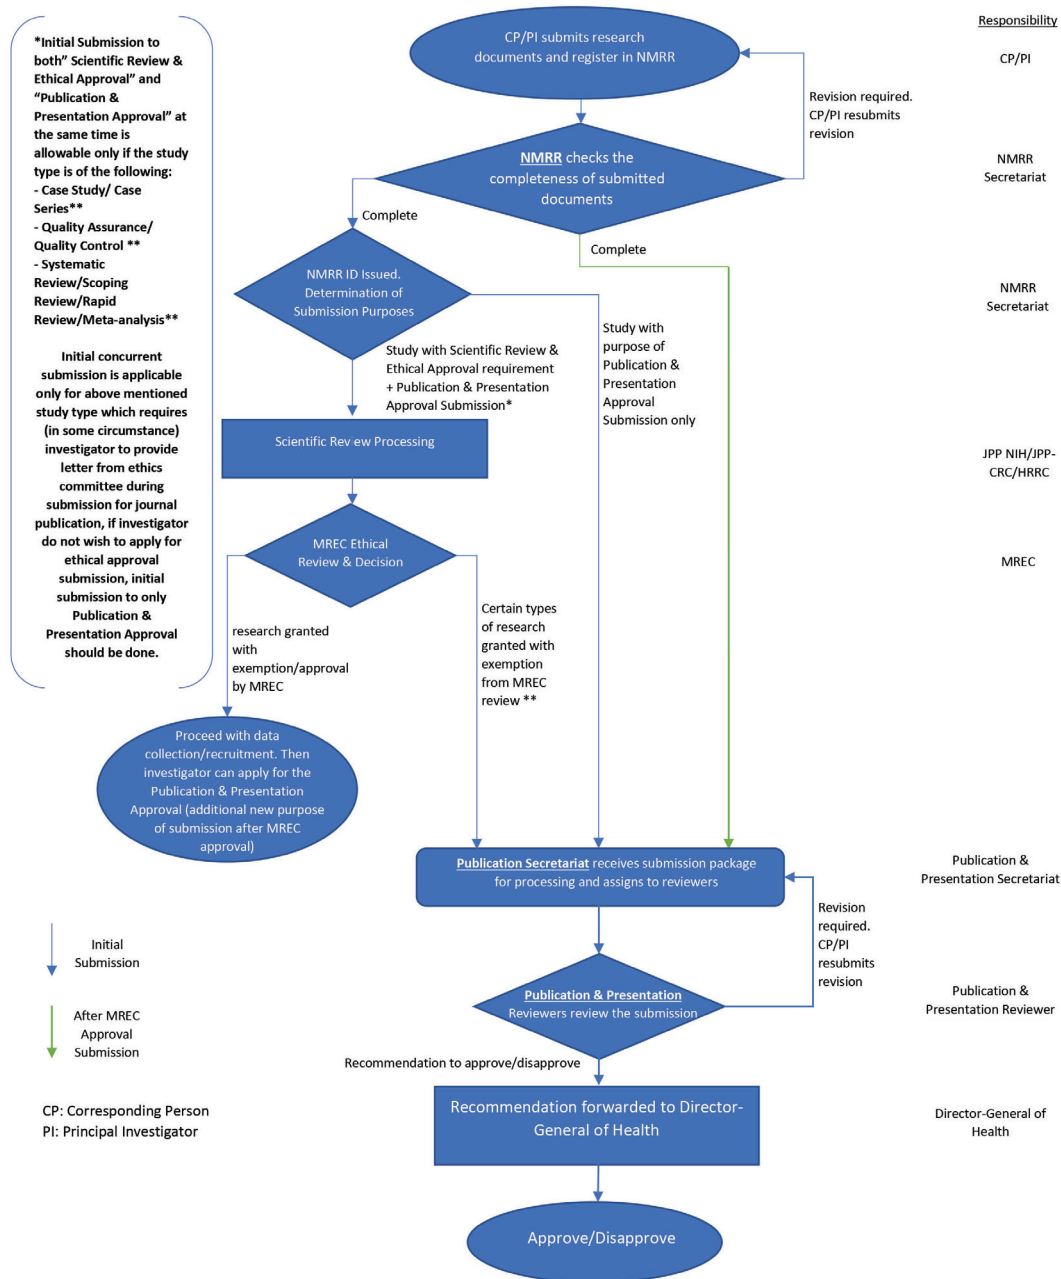 *Initial Submission to
both” Scientific Review &
Ethical Approval” and
“Publication &
Presentation Approval” at
the same time is
allowable only if the study
type is of the following:
- Case Study/ Case
Series**
- Quality Assurance/
Quality Control **
- Systematic
Review/Scoping
Review/Rapid
Review/Meta-analysis**
Initial concurrent
submission is applicable
only for above mentioned
study type which requires
(in some circumstance)
investigator to provide
letter from ethics
committee during
submission for journal
publication, if investigator
do not wish to apply for
ethical approval
submission, initial
submission to only
Publication &
Presentation Approval
should be done.
CP/PI submits research
documents and register in NMRR
Revision required.
CP/PI resubmits
revision
NMRR checks the
completeness of submitted
documents
Complete
Complete
NMRR ID Issued.
Determination of
Submission Purposes
Study with Scientific Review &
Ethical Approval requirement
+ Publication & Presentation
Approval Submission*
Study with
purpose of
Publication &
Presentation
Approval
Submission only
Scientific Review Processing
MREC Ethical
Review & Decision
research granted
with
exemption/approval
by MREC
Certain types
of research
granted with
exemption
from MREC
review **
Proceed with data
collection/recruitment. Then
investigator can apply for the
Publication & Presentation
Approval (additional new purpose
of submission after MREC
approval)
Publication Secretariat receives submission package
for processing and assigns to reviewers
Revision
required.
CP/PI
resubmits
revision
Publication & Presentation
Reviewers review the submission
Recommendation to approve/disapprove
Recommendation forwarded to Director-
General of Health
Approve/Disapprove
Initial
Submission
After MREC
Approval
Submission
CP: Corresponding Person
PI: Principal Investigator
Responsibility
CP/PI
NMRR
Secretariat
NMRR
Secretariat
JPP NIH/JPP-
CRC/HRRC
MREC
Publication &
Presentation Secretariat
Publication &
Presentation Reviewer
Director-General of
Health